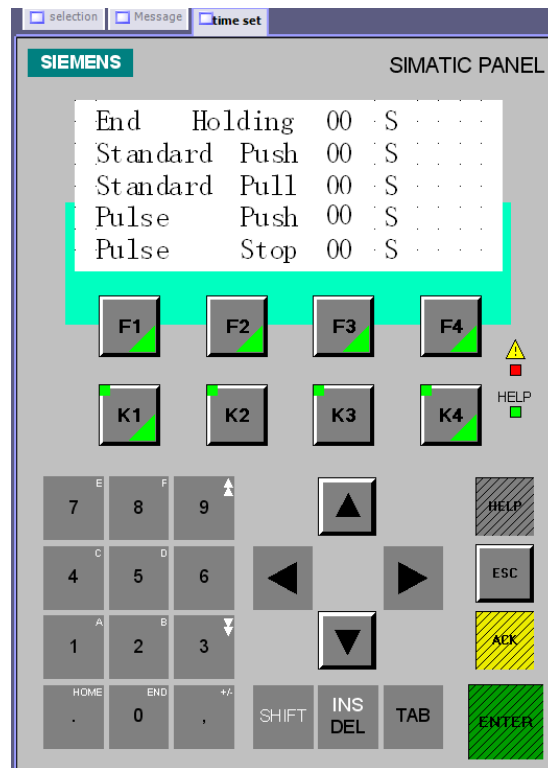 selection Message time set
SIEMENS SIMATIC PANEL
End Holding 00 S
Standard Push 00 S
Standard Pull 00 S
Pulse Push 00 S
Pulse Stop 00 S
F1 F2 F3 F4
K1 K2 K3 K4 HELP
E F
7 8 9 HELP
C D
4 5 6 ESC
A B
1 2 3 ACK
HOME END +/-
. 0 , SHIFT INS DEL TAB ENTER